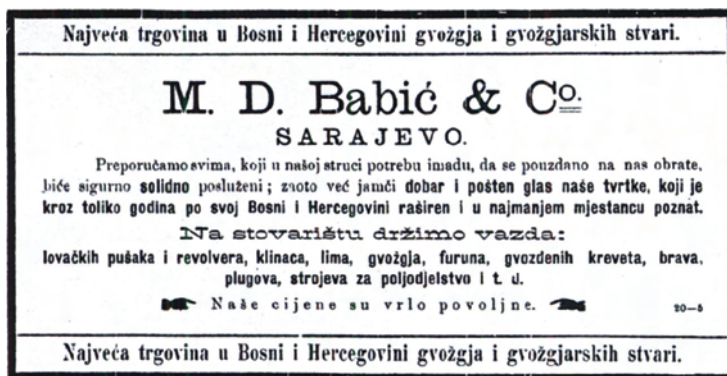 Najveća trgovina u Bosni i Hercegovini gvožgja i gvožgjarskih stvari.
M. D. Babić & Co.
SARAJEVO.
Preporučamo svima, koji u našoj struci potrebu imadu, da se pouzdano na nas obrate,
biće sigurno solidno posluženi; znoto već jamči dobar i pošten glas naše tvrtke, koji je
kroz toliko godina po svoj Bosni i Hercegovini raširen i u najmanjem mjestancu poznat.
Na stovarištu držimo vazda:
lovačkih pušaka i revolvera, klinaca, lima, gvožgja, furuna, gvozdenih kreveta, brava,
plugova, strojeva za poljodjelstvo i t. d.
Naše cijene su vrlo povoljne. 20—5
Najveća trgovina u Bosni i Hercegovini gvožgja i gvožgjarskih stvari.